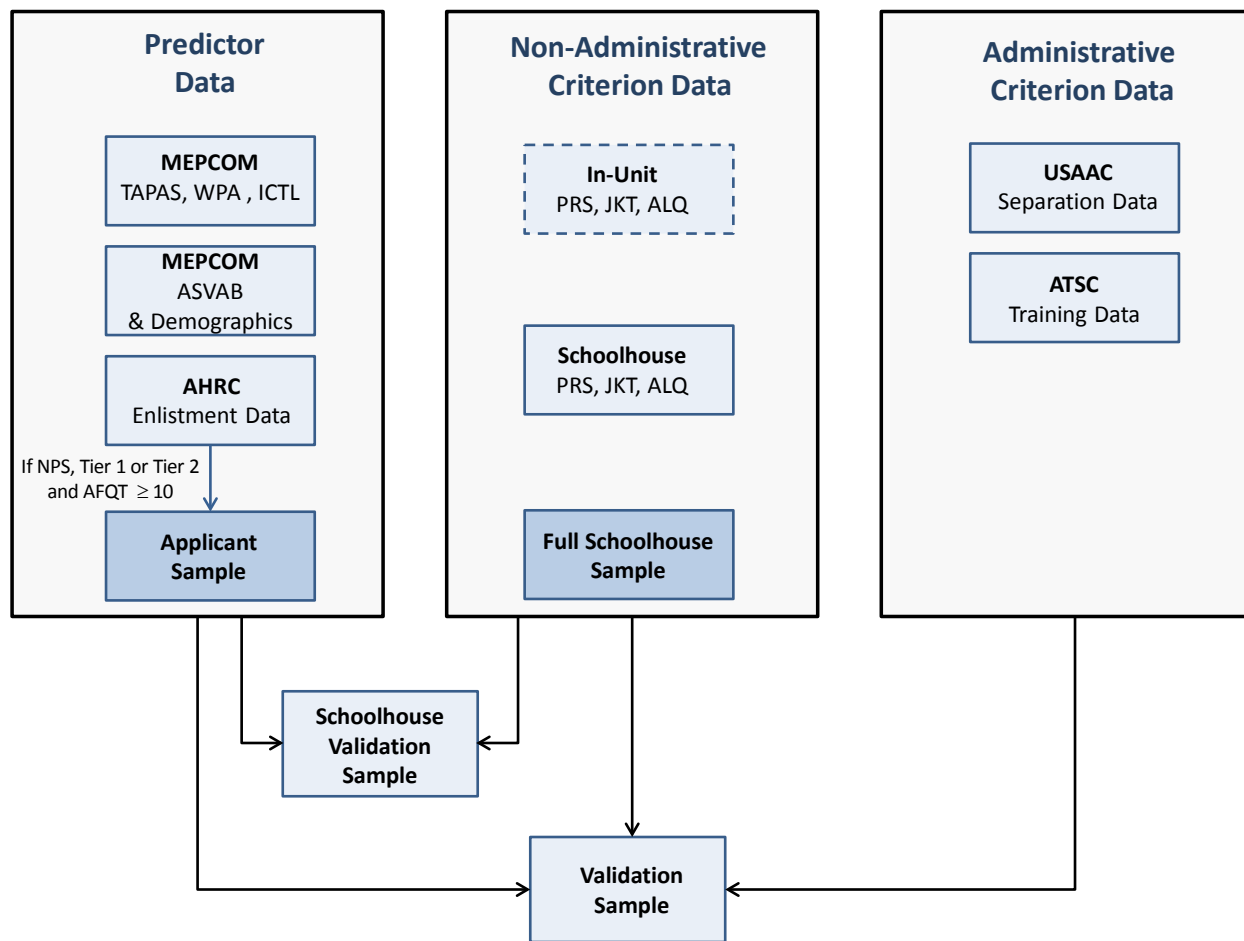 Predictor
Data
MEPCOM
TAPAS, WPA , ICTL
MEPCOM
ASVAB
& Demographics
AHRC
Enlistment Data
If NPS, Tier 1 or Tier 2
and AFQT ≥ 10
Applicant
Sample
Non-Administrative
Criterion Data
In-Unit
PRS, JKT, ALQ
Schoolhouse
PRS, JKT, ALQ
Full Schoolhouse
Sample
Administrative
Criterion Data
USAAC
Separation Data
ATSC
Training Data
Schoolhouse
Validation
Sample
Validation
Sample